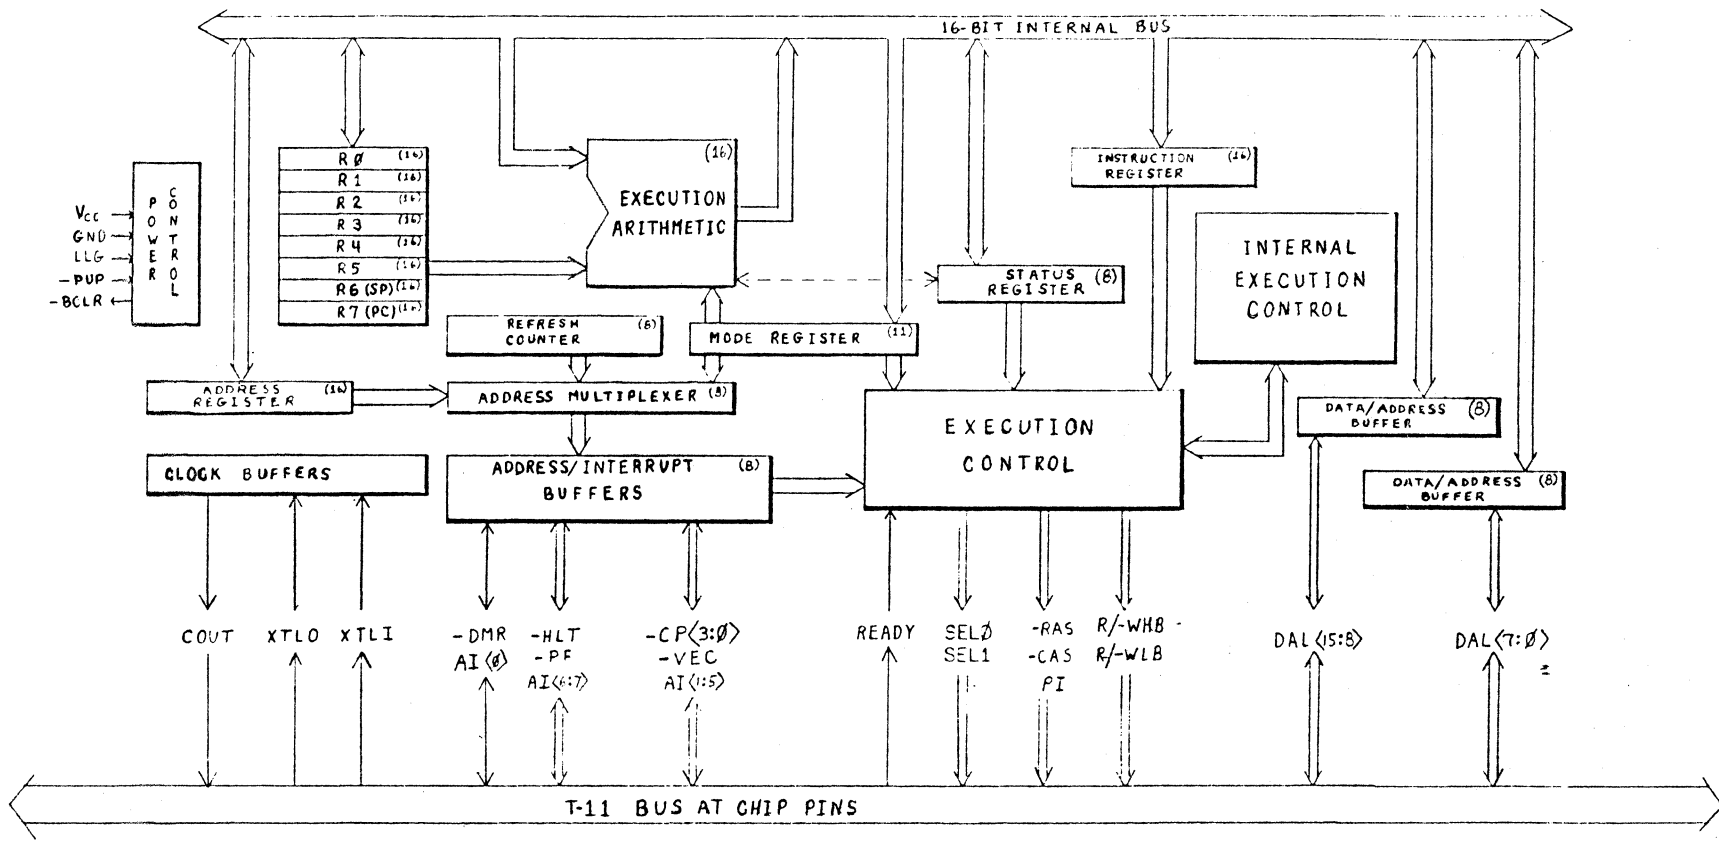 16-BIT INTERNAL BUS
POWER CONTROL
Vcc
GND
LLG
-PUP
-BCLR
RØ (16)
R1 (16)
R2 (16)
R3 (16)
R4 (16)
R5 (16)
R6 (SP) (16)
R7 (PC) (16)
(16)
EXECUTION
ARITHMETIC
INSTRUCTION (16)
REGISTER
INTERNAL
EXECUTION
CONTROL
STATUS (8)
REGISTER
REFRESH (8)
COUNTER
MODE REGISTER (11)
ADDRESS (16)
REGISTER
ADDRESS MULTIPLEXER (8)
EXECUTION
CONTROL
DATA/ADDRESS (8)
BUFFER
CLOCK BUFFERS
ADDRESS/INTERRUPT (8)
BUFFERS
DATA/ADDRESS (8)
BUFFER
COUT
XTLO
XTLI
-DMR
AI<Ø>
-HLT
-PF
AI<6:7>
-CP<3:Ø>
-VEC
AI<1:5>
READY
SELØ
SEL1
-RAS
-CAS
PI
R/-WHB
R/-WLB
DAL<15:8>
DAL<7:Ø>
T-11 BUS AT CHIP PINS